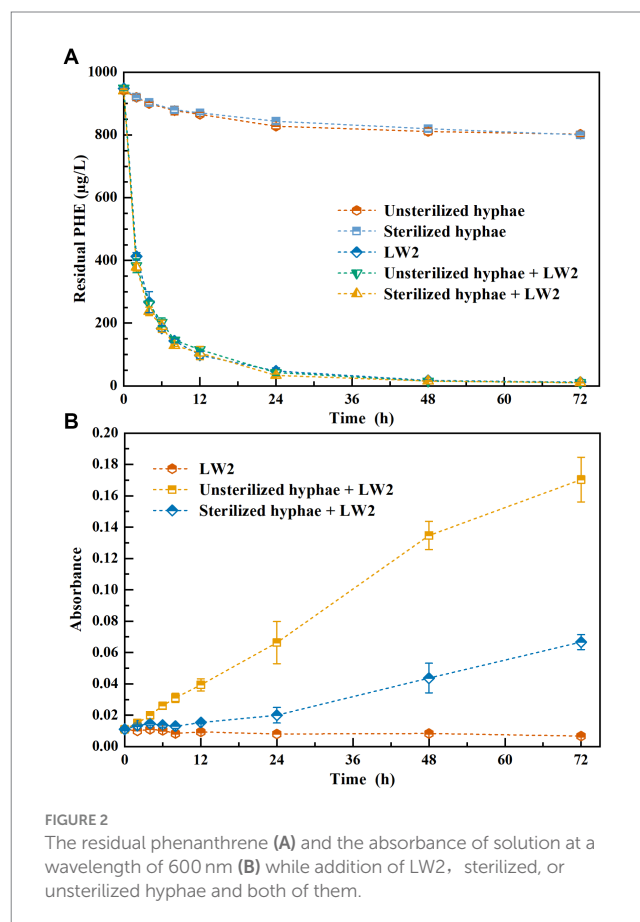 A
1000
800
600
400
200
0
Residual PHE (µg/L)
Unsterilized hyphae
Sterilized hyphae
LW2
Unsterilized hyphae + LW2
Sterilized hyphae + LW2
0 12 24 36 48 60 72
Time (h)
B
0.20
0.18
0.16
0.14
0.12
0.10
0.08
0.06
0.04
0.02
0.00
Absorbance
LW2
Unsterilized hyphae + LW2
Sterilized hyphae + LW2
0 12 24 36 48 60 72
Time (h)
FIGURE 2
The residual phenanthrene (A) and the absorbance of solution at a
wavelength of 600 nm (B) while addition of LW2, sterilized, or
unsterilized hyphae and both of them.